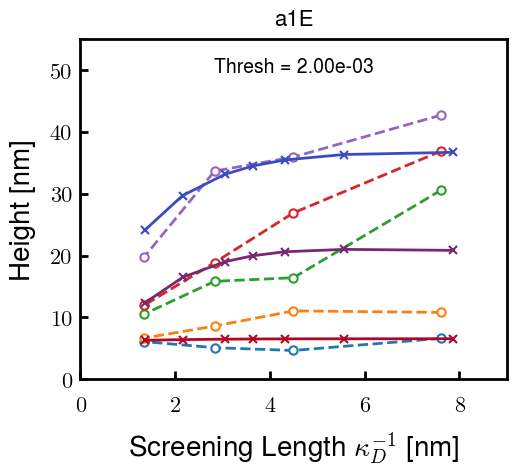 a1E
Thresh = 2.00e-03
50
40
30
20
10
0
Height [nm]
0 2 4 6 8
Screening Length κ_D^{-1} [nm]